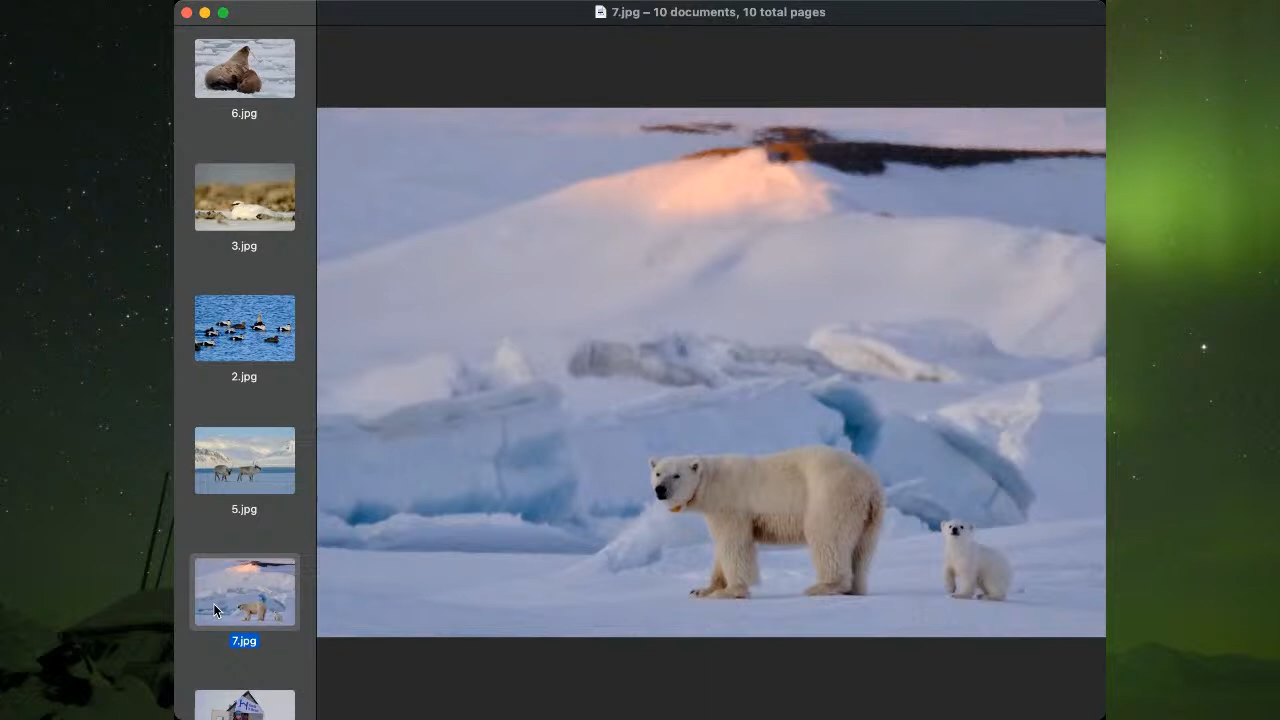 7.jpg – 10 documents, 10 total pages
6.jpg
3.jpg
2.jpg
5.jpg
7.jpg